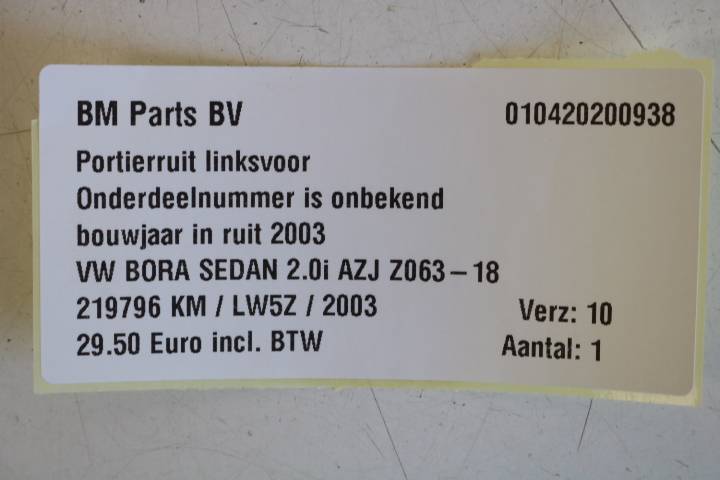 BM Parts BV 010420200938
Portierruit linksvoor
Onderdeelnummer is onbekend
bouwjaar in ruit 2003
VW BORA SEDAN 2.0i AZJ Z063-18
219796 KM / LW5Z / 2003 Verz: 10
29.50 Euro incl. BTW Aantal: 1